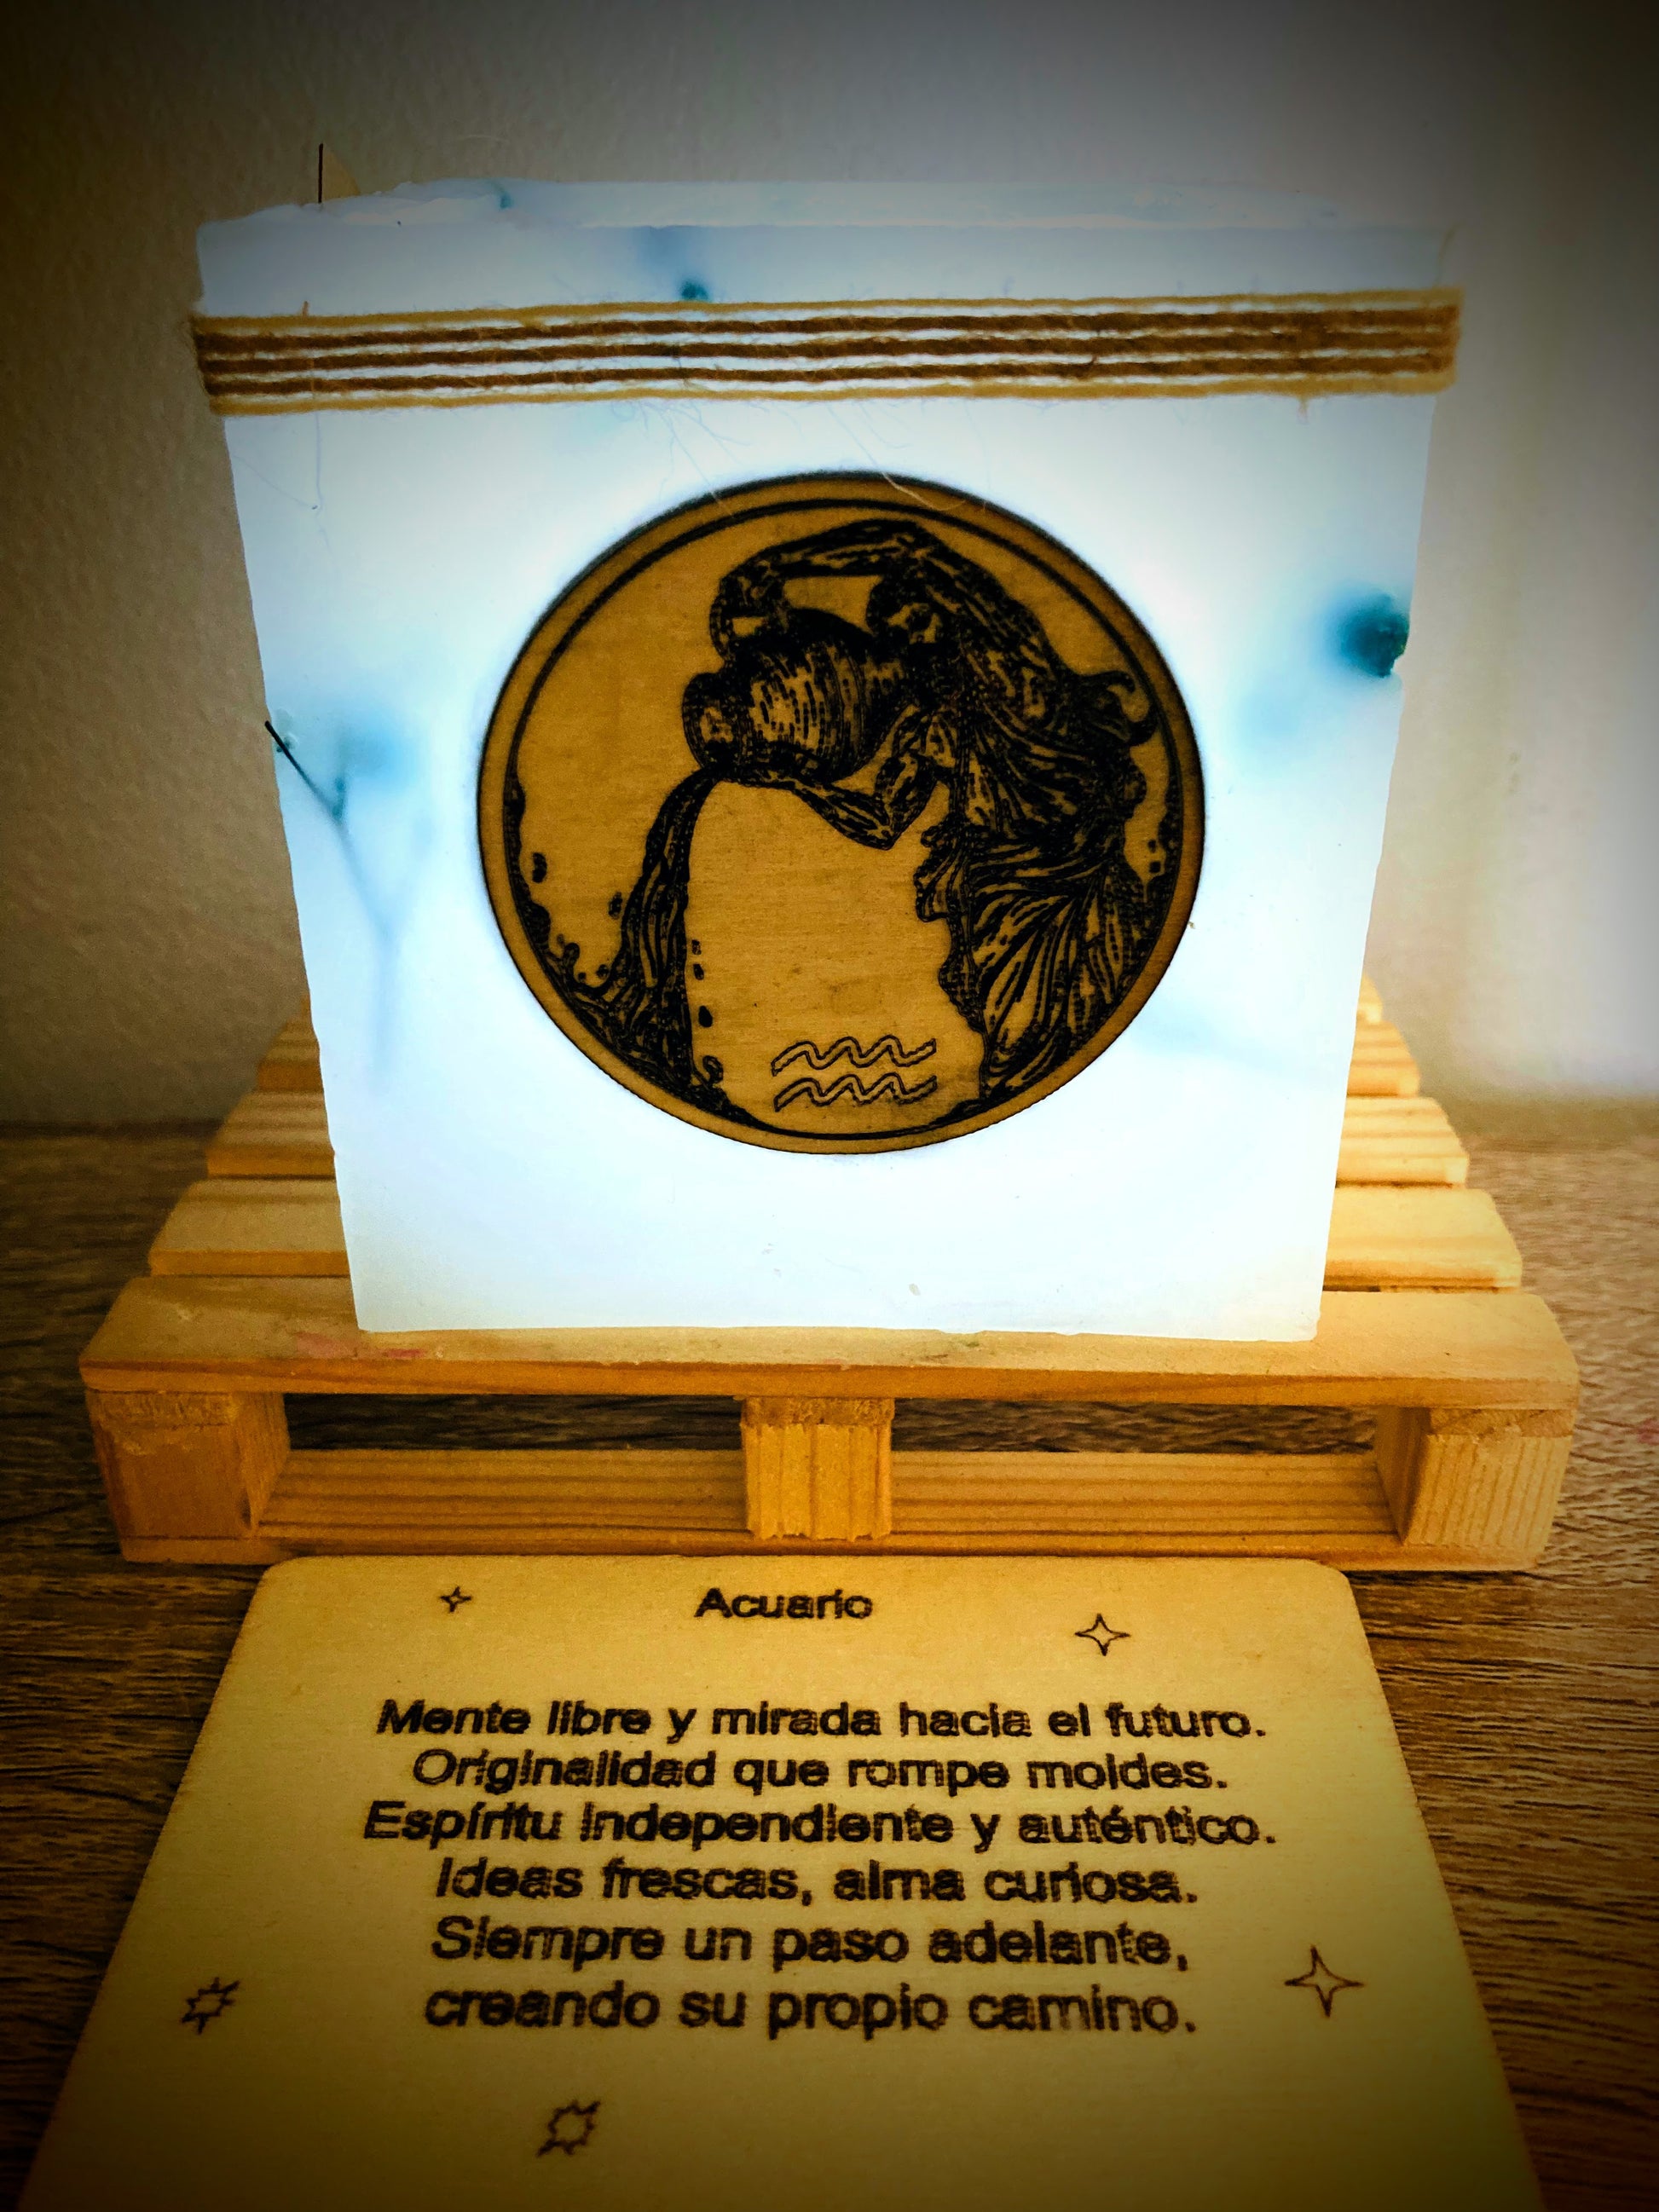 Acuario
Mente libre y mirada hacia el futuro.
Originalidad que rompe moldes.
Espíritu independiente y auténtico.
Ideas frescas, alma curiosa.
Siempre un paso adelante,
creando su propio camino.